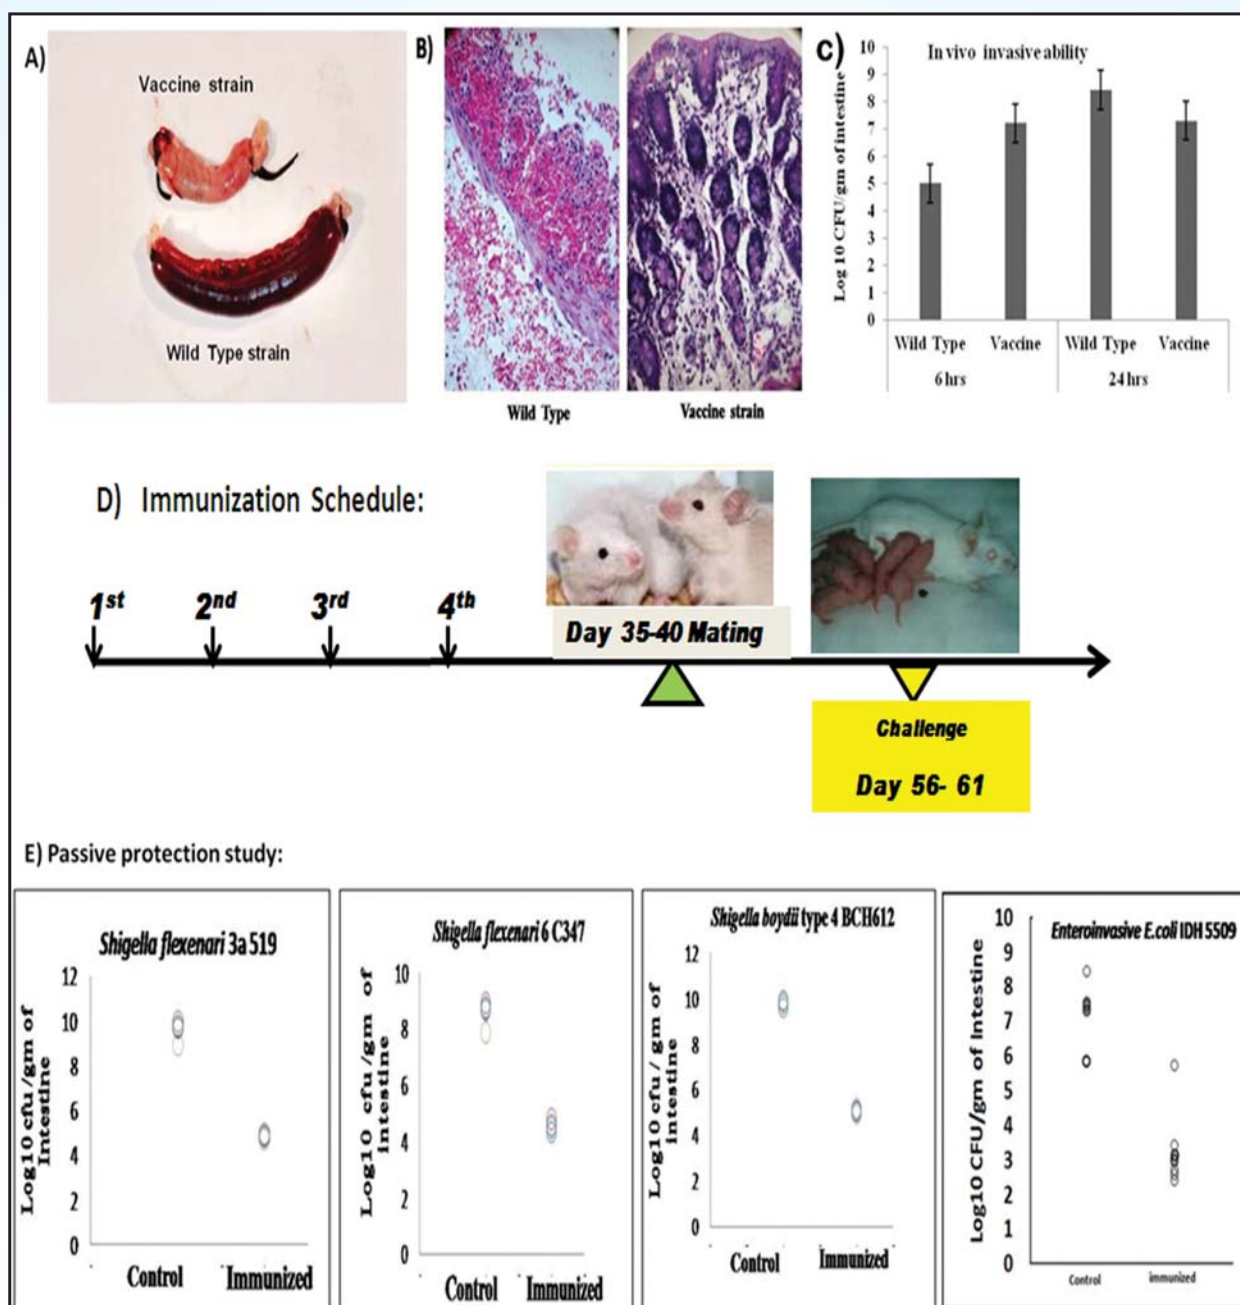 A)
Vaccine strain
Wild Type strain
B)
Wild Type
Vaccine strain
C)
In vivo invasive ability
Log 10 CFU/gm of intestine
10
9
8
7
6
5
4
3
2
1
0
Wild Type
Vaccine
Wild Type
Vaccine
6 hrs
24 hrs
D) Immunization Schedule:
1st
2nd
3rd
4th
Day 35-40 Mating
Challenge
Day 56- 61
E) Passive protection study:
Shigella flexenari 3a 519
Log10 cfu/gm of
Intestine
12
10
8
6
4
2
0
Control
Immunized
Shigella flexenari 6 C347
Log10 cfu /gm of
intestine
10
8
6
4
2
0
Control
Immunized
Shigella boydii type 4 BCH612
Log10 cfu / gm of
intestine
12
10
8
6
4
2
0
Control
Immunized
Enteroinvasive E.coli IDH 5509
Log10 CFU/gm of Intestine
10
9
8
7
6
5
4
3
2
1
0
Control
immunized